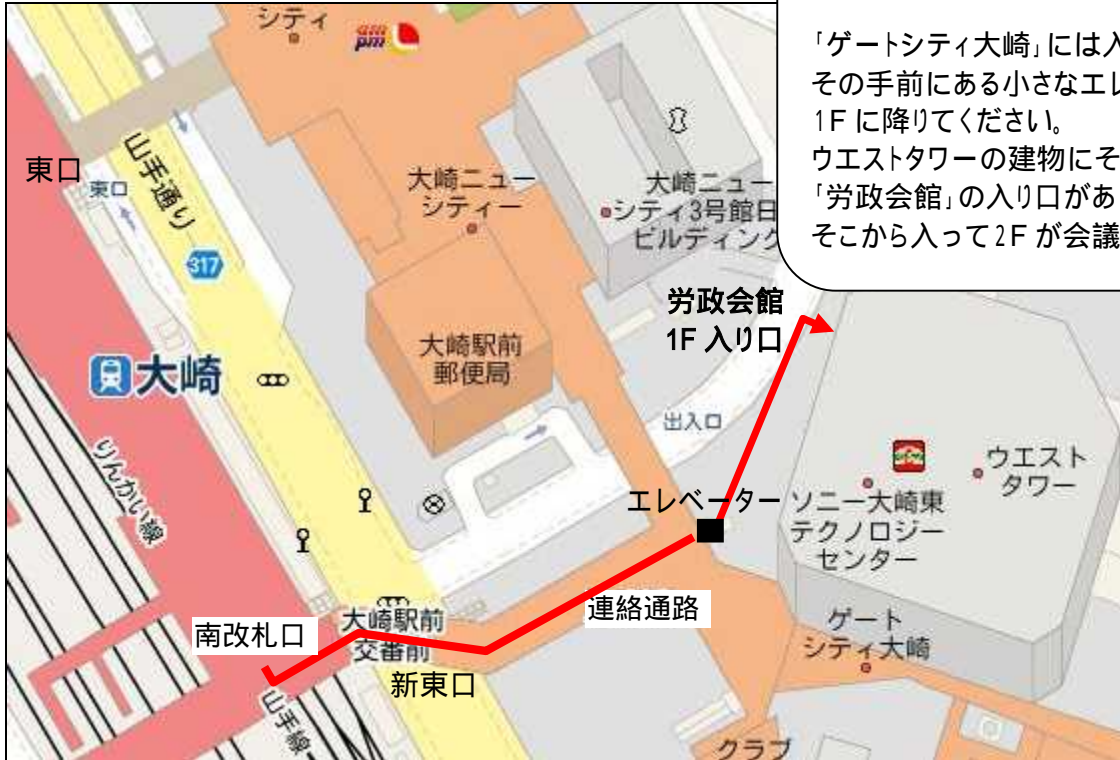 シティ
am
pm
「ゲートシティ大崎」には入
その手前にある小さなエレ
1Fに降りてください。
ウエストタワーの建物にそ
「労政会館」の入り口があ
そこから入って2Fが会議
東口
東口
山手通り
317
大崎ニュー
シティー
大崎ニュー
シティ3号館日
ビルディング
労政会館
1F 入り口
大崎駅前
郵便局
大崎
りんかい線
出入口
エレベーター
ソニー大崎東
テクノロジー
センター
ウエスト
タワー
連絡通路
南改札口
大崎駅前
交番前
新東口
ゲート
シティ大崎
山手線
クラブ